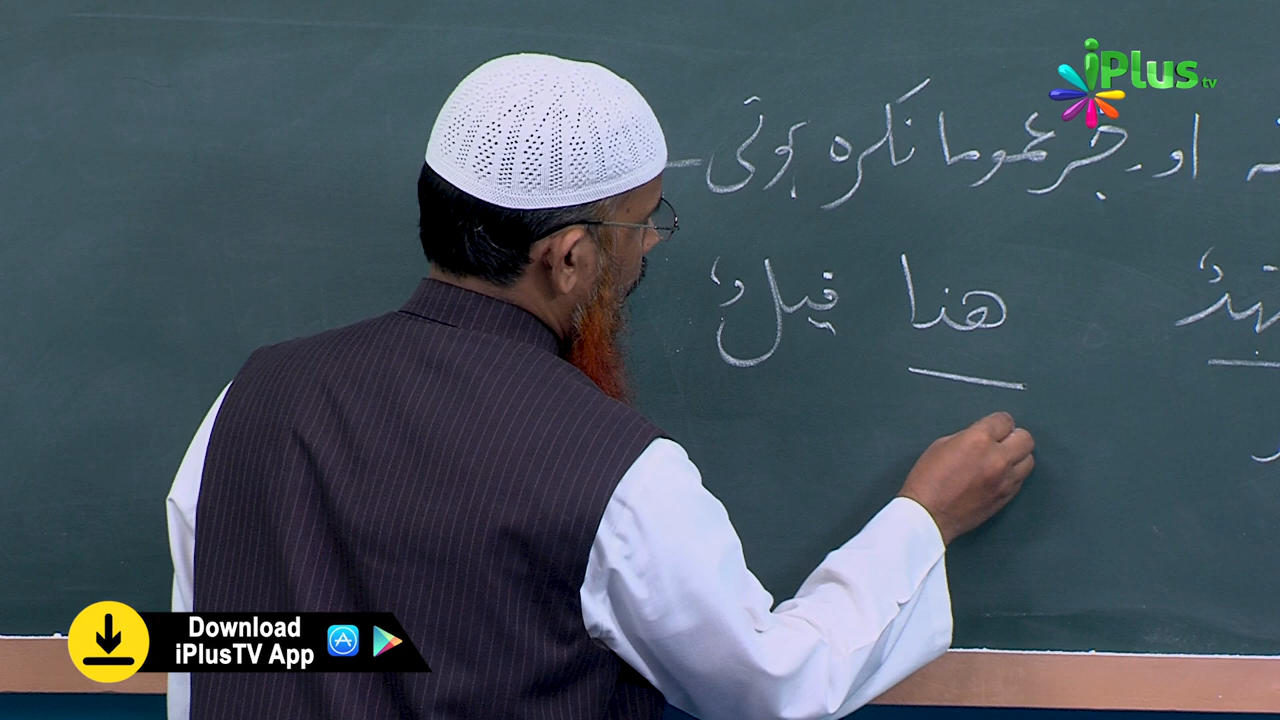 iPlus tv
اور خبر عموما نکرہ ہوتی
هذا فيلٌ
Download
iPlusTV App